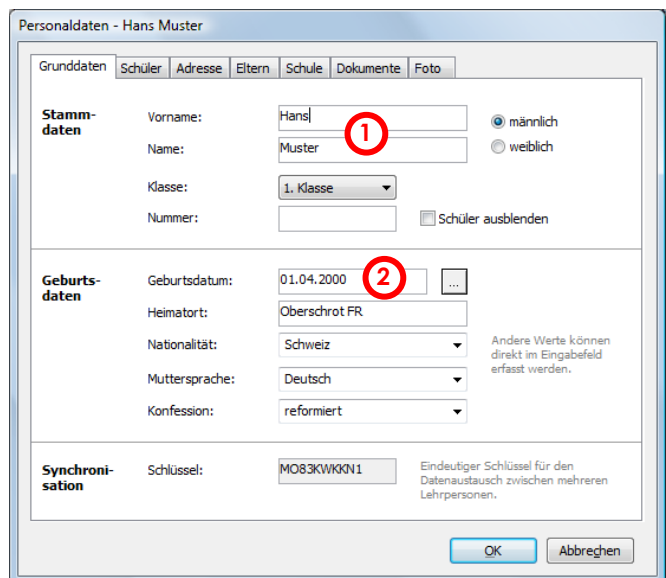 Personaldaten - Hans Muster
Grunddaten Schüler Adresse Eltern Schule Dokumente Foto
Stamm-
daten
Vorname: Hans
1
männlich
Name: Muster
weiblich
Klasse: 1. Klasse
Nummer:
Schüler ausblenden
Geburts-
daten
Geburtsdatum: 01.04.2000
2
...
Heimatort: Oberschrot FR
Nationalität: Schweiz
Andere Werte können
direkt im Eingabefeld
erfasst werden.
Muttersprache: Deutsch
Konfession: reformiert
Synchroni-
sation
Schlüssel: MO83KWKKN1
Eindeutiger Schlüssel für den
Datenaustausch zwischen mehreren
Lehrpersonen.
OK Abbrechen